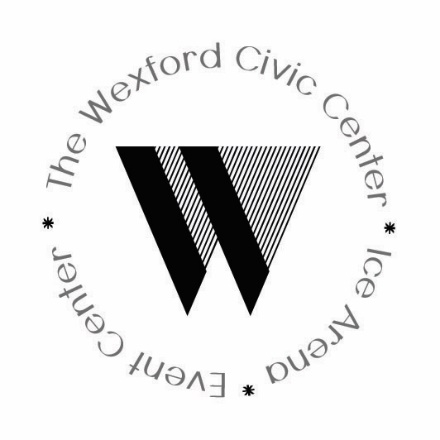 The Wexford Civic Center * Ice Arena * Event Center *
W